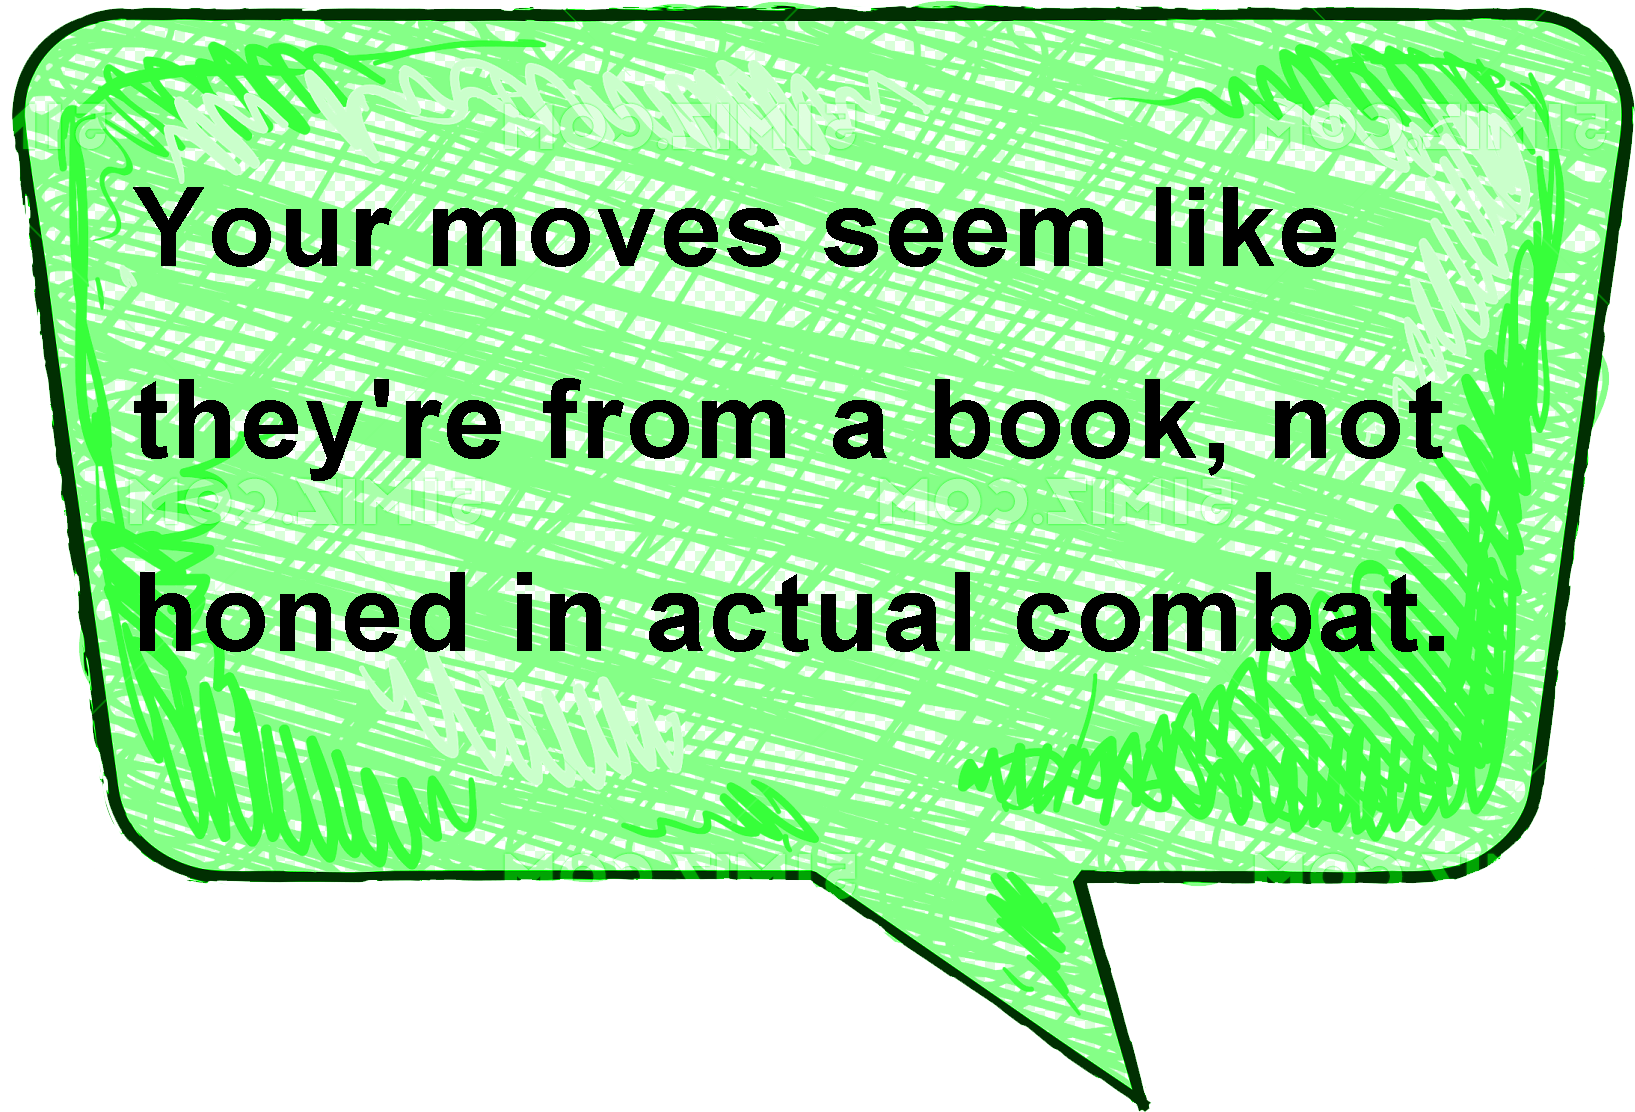 Your moves seem like
they're from a book, not
honed in actual combat.